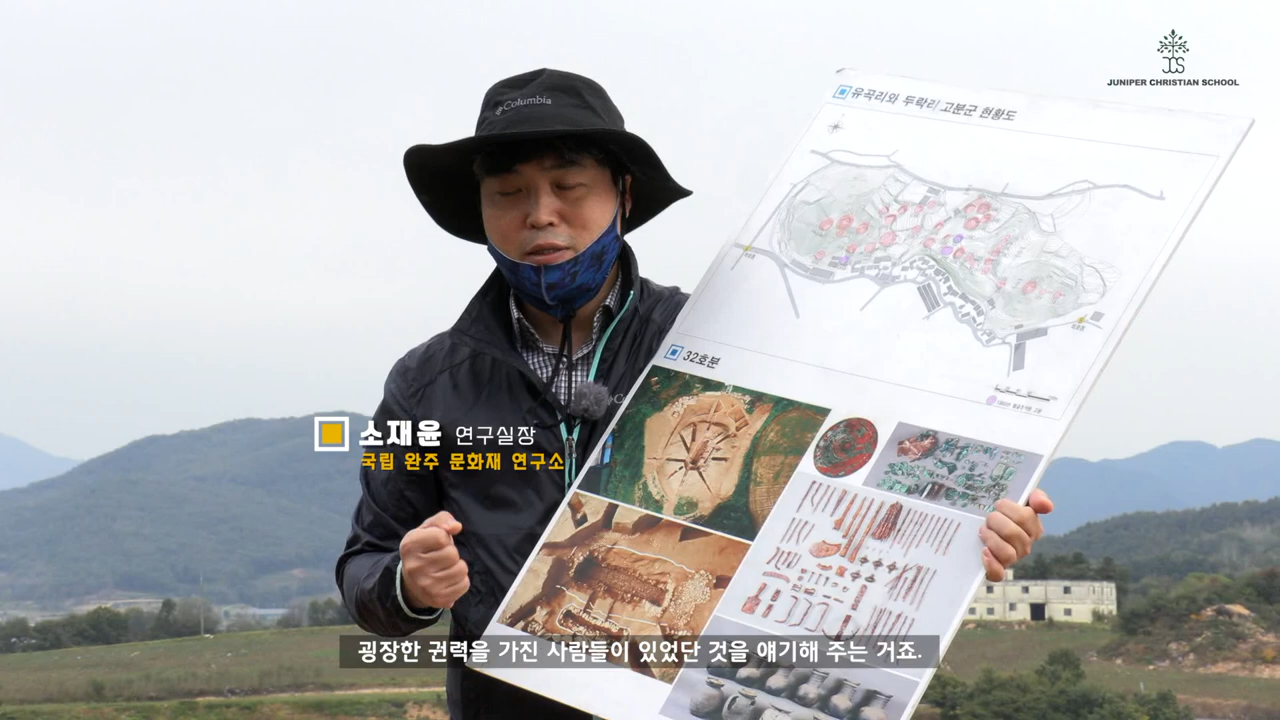 JCS
JUNIPER CHRISTIAN SCHOOL
Columbia
유곡리와 두락리 고분군 현황도
32호분
소재윤 연구실장
국립 완주 문화재 연구소
굉장한 권력을 가진 사람들이 있었단 것을 얘기해 주는 거죠.